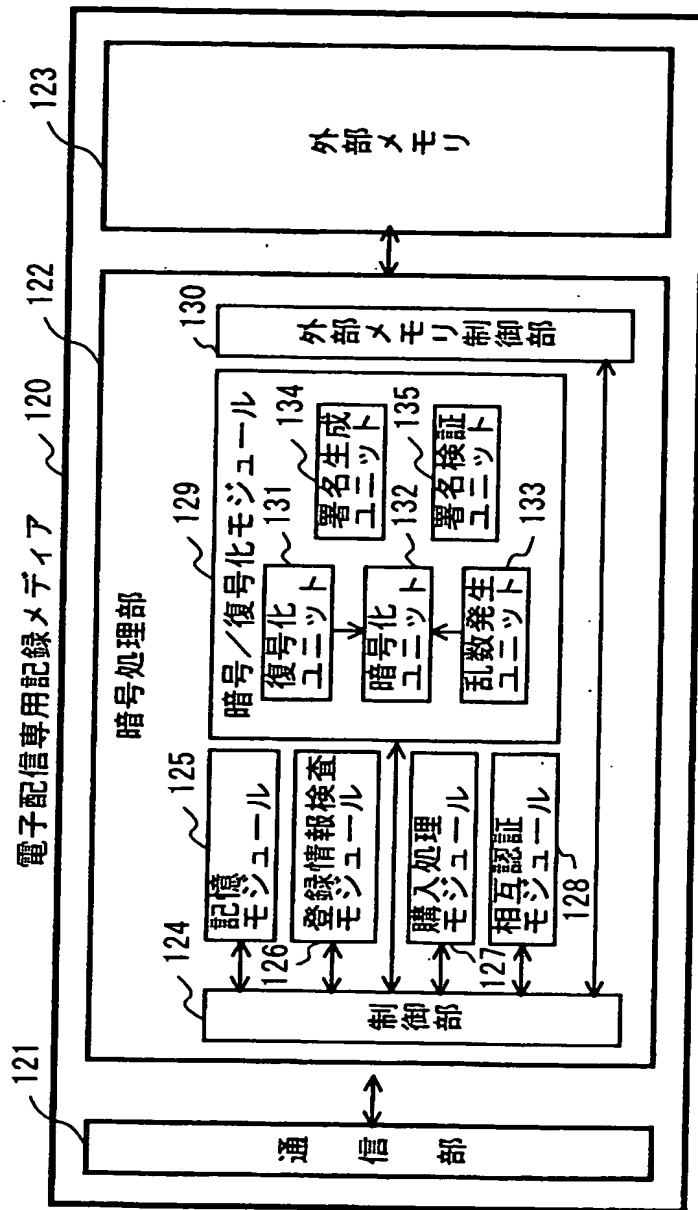 電子配信専用記録メディア
120
121
122
123
通信部
暗号処理部
124
制御部
125
記憶
モジュール
126
登録情報検査
モジュール
127
購入処理
モジュール
128
相互認証
モジュール
129
暗号/復号化モジュール
131
復号化
ユニット
132
暗号化
ユニット
133
乱数発生
ユニット
134
署名生成
ユニット
135
署名検証
ユニット
130
外部メモリ制御部
外部メモリ